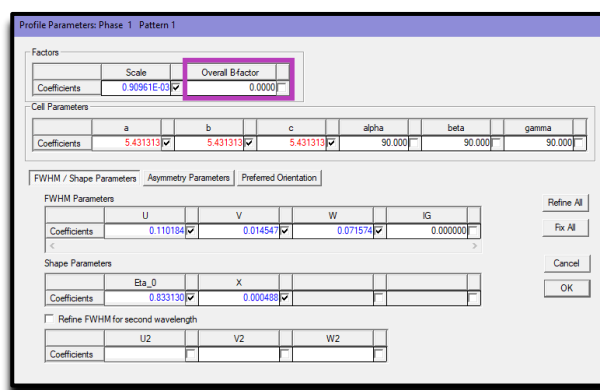 Profile Parameters: Phase 1 Pattern 1
Factors
Scale Overall B-factor
Coefficients 0.90961E-03 0.0000
Cell Parameters
a b c alpha beta gamma
Coefficients 5.431313 5.431313 5.431313 90.000 90.000 90.000
FWHM / Shape Parameters Asymmetry Parameters Preferred Orientation
FWHM Parameters
U V W IG
Coefficients 0.110184 0.014547 0.071574 0.000000
Refine All
Fix All
Shape Parameters
Eta_0 X
Coefficients 0.833130 0.000488
Cancel
OK
Refine FWHM for second wavelength
U2 V2 W2
Coefficients